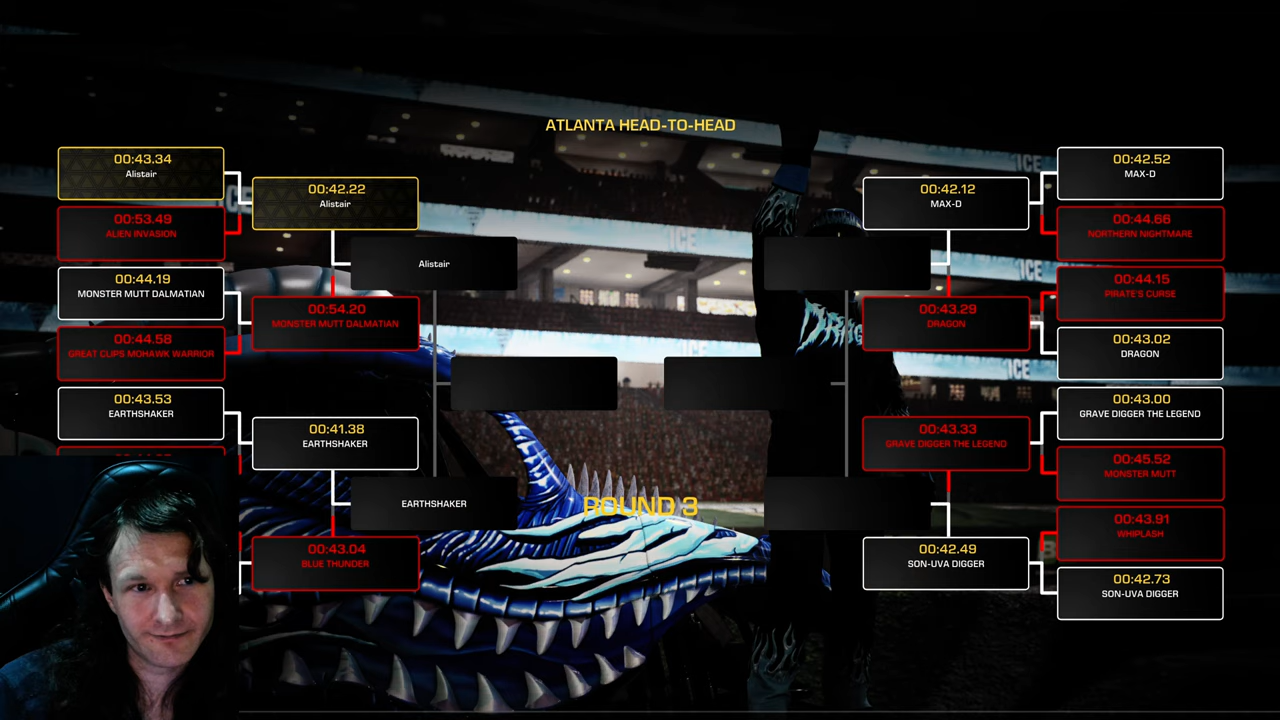 ATLANTA HEAD-TO-HEAD
00:43.34
Alistair
00:53.49
ALIEN INVASION
00:44.19
MONSTER MUTT DALMATIAN
00:44.58
GREAT CLIPS MOHAWK WARRIOR
00:43.53
EARTHSHAKER
00:42.22
Alistair
00:54.20
MONSTER MUTT DALMATIAN
00:41.38
EARTHSHAKER
00:43.04
BLUE THUNDER
Alistair
EARTHSHAKER
ROUND 3
00:42.12
MAX-D
00:43.29
DRAGON
00:43.33
GRAVE DIGGER THE LEGEND
00:42.49
SON-UVA DIGGER
00:42.52
MAX-D
00:44.66
NORTHERN NIGHTMARE
00:44.15
PIRATE'S CURSE
00:43.02
DRAGON
00:43.00
GRAVE DIGGER THE LEGEND
00:45.52
MONSTER MUTT
00:43.91
WHIPLASH
00:42.73
SON-UVA DIGGER
ICE
ICE
ICE
ICE
ICE